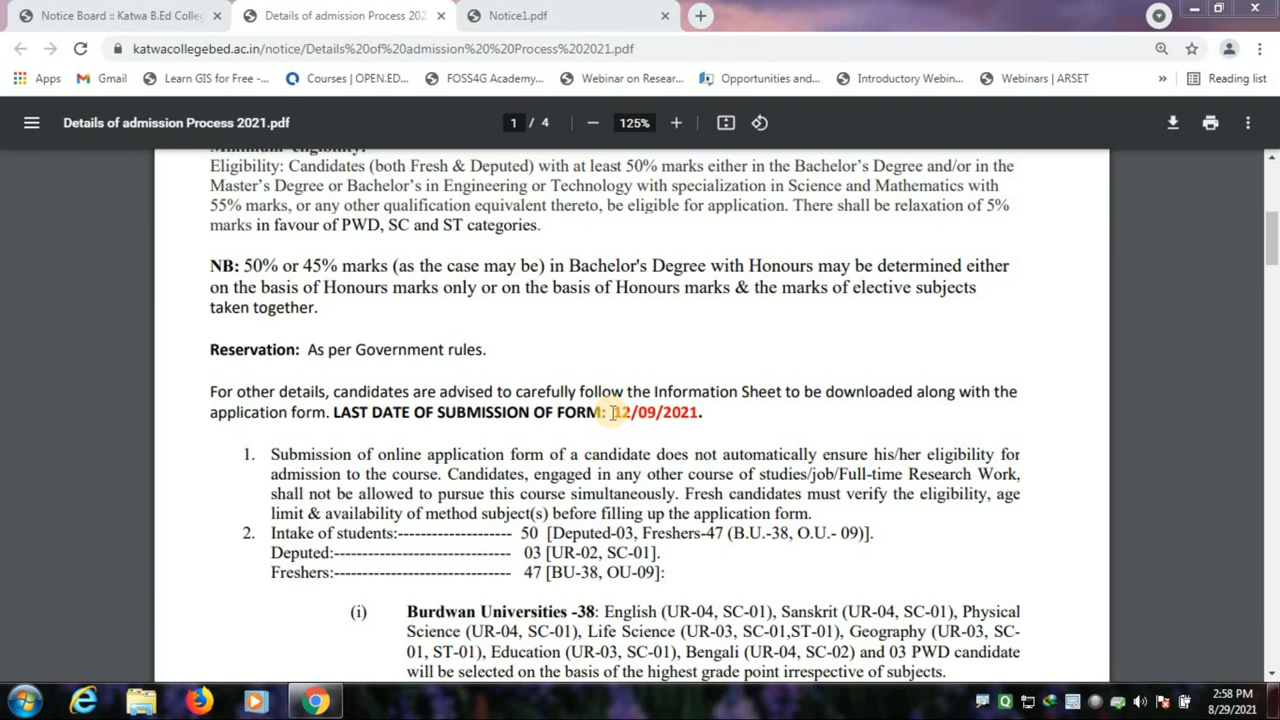 Notice Board :: Katwa B.Ed Colle
Details of admission Process 202
Notice1.pdf
katwacollegebed.ac.in/notice/Details%20of%20admission%20%20Process%202021.pdf
Apps
Gmail
Learn GIS for Free -...
Courses | OPEN.ED...
FOSS4G Academy...
Webinar on Resear...
Opportunities and...
Introductory Webin...
Webinars | ARSET
»
Reading list
Details of admission Process 2021.pdf
1 / 4
125%
Minimum eligibility:
Eligibility: Candidates (both Fresh & Deputed) with at least 50% marks either in the Bachelor's Degree and/or in the
Master's Degree or Bachelor's in Engineering or Technology with specialization in Science and Mathematics with
55% marks, or any other qualification equivalent thereto, be eligible for application. There shall be relaxation of 5%
marks in favour of PWD, SC and ST categories.
NB: 50% or 45% marks (as the case may be) in Bachelor's Degree with Honours may be determined either
on the basis of Honours marks only or on the basis of Honours marks & the marks of elective subjects
taken together.
Reservation: As per Government rules.
For other details, candidates are advised to carefully follow the Information Sheet to be downloaded along with the
application form. LAST DATE OF SUBMISSION OF FORM: 12/09/2021.
1. Submission of online application form of a candidate does not automatically ensure his/her eligibility for
admission to the course. Candidates, engaged in any other course of studies/job/Full-time Research Work,
shall not be allowed to pursue this course simultaneously. Fresh candidates must verify the eligibility, age
limit & availability of method subject(s) before filling up the application form.
2. Intake of students:-------------------- 50 [Deputed-03, Freshers-47 (B.U.-38, O.U.- 09)].
Deputed:------------------------------- 03 [UR-02, SC-01].
Freshers:------------------------------- 47 [BU-38, OU-09]:
(i) Burdwan Universities -38: English (UR-04, SC-01), Sanskrit (UR-04, SC-01), Physical
Science (UR-04, SC-01), Life Science (UR-03, SC-01,ST-01), Geography (UR-03, SC-
01, ST-01), Education (UR-03, SC-01), Bengali (UR-04, SC-02) and 03 PWD candidate
will be selected on the basis of the highest grade point irrespective of subjects.
2:58 PM
8/29/2021